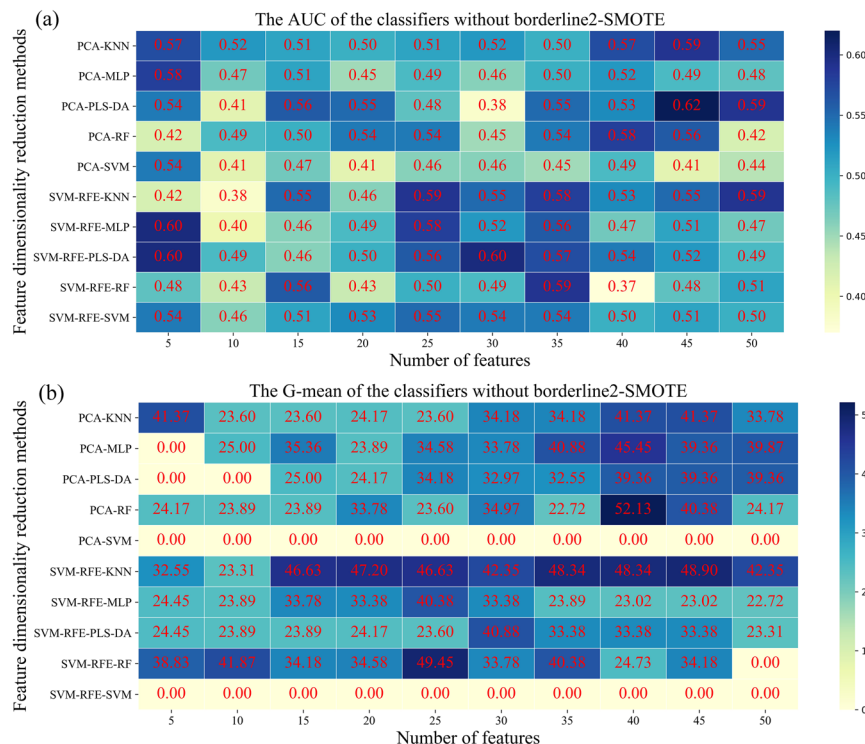 (a)
The AUC of the classifiers without borderline2-SMOTE
Feature dimensionality reduction methods
PCA-KNN 0.57 0.52 0.51 0.50 0.51 0.52 0.50 0.57 0.59 0.55
PCA-MLP 0.58 0.47 0.51 0.45 0.49 0.46 0.50 0.52 0.49 0.48
PCA-PLS-DA 0.54 0.41 0.56 0.55 0.48 0.38 0.55 0.53 0.62 0.59
PCA-RF 0.42 0.49 0.50 0.54 0.54 0.45 0.54 0.58 0.56 0.42
PCA-SVM 0.54 0.41 0.47 0.41 0.46 0.46 0.45 0.49 0.41 0.44
SVM-RFE-KNN 0.42 0.38 0.55 0.46 0.59 0.55 0.58 0.53 0.55 0.59
SVM-RFE-MLP 0.60 0.40 0.46 0.49 0.58 0.52 0.56 0.47 0.51 0.47
SVM-RFE-PLS-DA 0.60 0.49 0.46 0.50 0.56 0.60 0.57 0.54 0.52 0.49
SVM-RFE-RF 0.48 0.43 0.56 0.43 0.50 0.49 0.59 0.37 0.48 0.51
SVM-RFE-SVM 0.54 0.46 0.51 0.53 0.55 0.54 0.54 0.50 0.51 0.50
5 10 15 20 25 30 35 40 45 50
Number of features
0.60
0.55
0.50
0.45
0.40
(b)
The G-mean of the classifiers without borderline2-SMOTE
Feature dimensionality reduction methods
PCA-KNN 41.37 23.60 23.60 24.17 23.60 34.18 34.18 41.37 41.37 33.78
PCA-MLP 0.00 25.00 35.36 23.89 34.58 33.78 40.88 45.45 39.36 39.67
PCA-PLS-DA 0.00 0.00 25.00 24.17 34.18 32.97 32.55 39.36 39.36 39.36
PCA-RF 24.17 23.89 23.89 33.78 23.60 34.97 22.72 52.13 40.38 24.17
PCA-SVM 0.00 0.00 0.00 0.00 0.00 0.00 0.00 0.00 0.00 0.00
SVM-RFE-KNN 32.55 23.31 46.63 47.20 46.63 42.35 48.34 48.34 48.90 42.35
SVM-RFE-MLP 24.45 23.89 33.78 33.38 40.38 33.38 23.89 23.02 23.02 22.72
SVM-RFE-PLS-DA 24.45 23.89 23.89 24.17 23.60 40.88 33.38 33.38 33.38 23.31
SVM-RFE-RF 38.83 41.87 34.18 34.58 49.45 33.78 40.38 24.73 34.18 0.00
SVM-RFE-SVM 0.00 0.00 0.00 0.00 0.00 0.00 0.00 0.00 0.00 0.00
5 10 15 20 25 30 35 40 45 50
Number of features